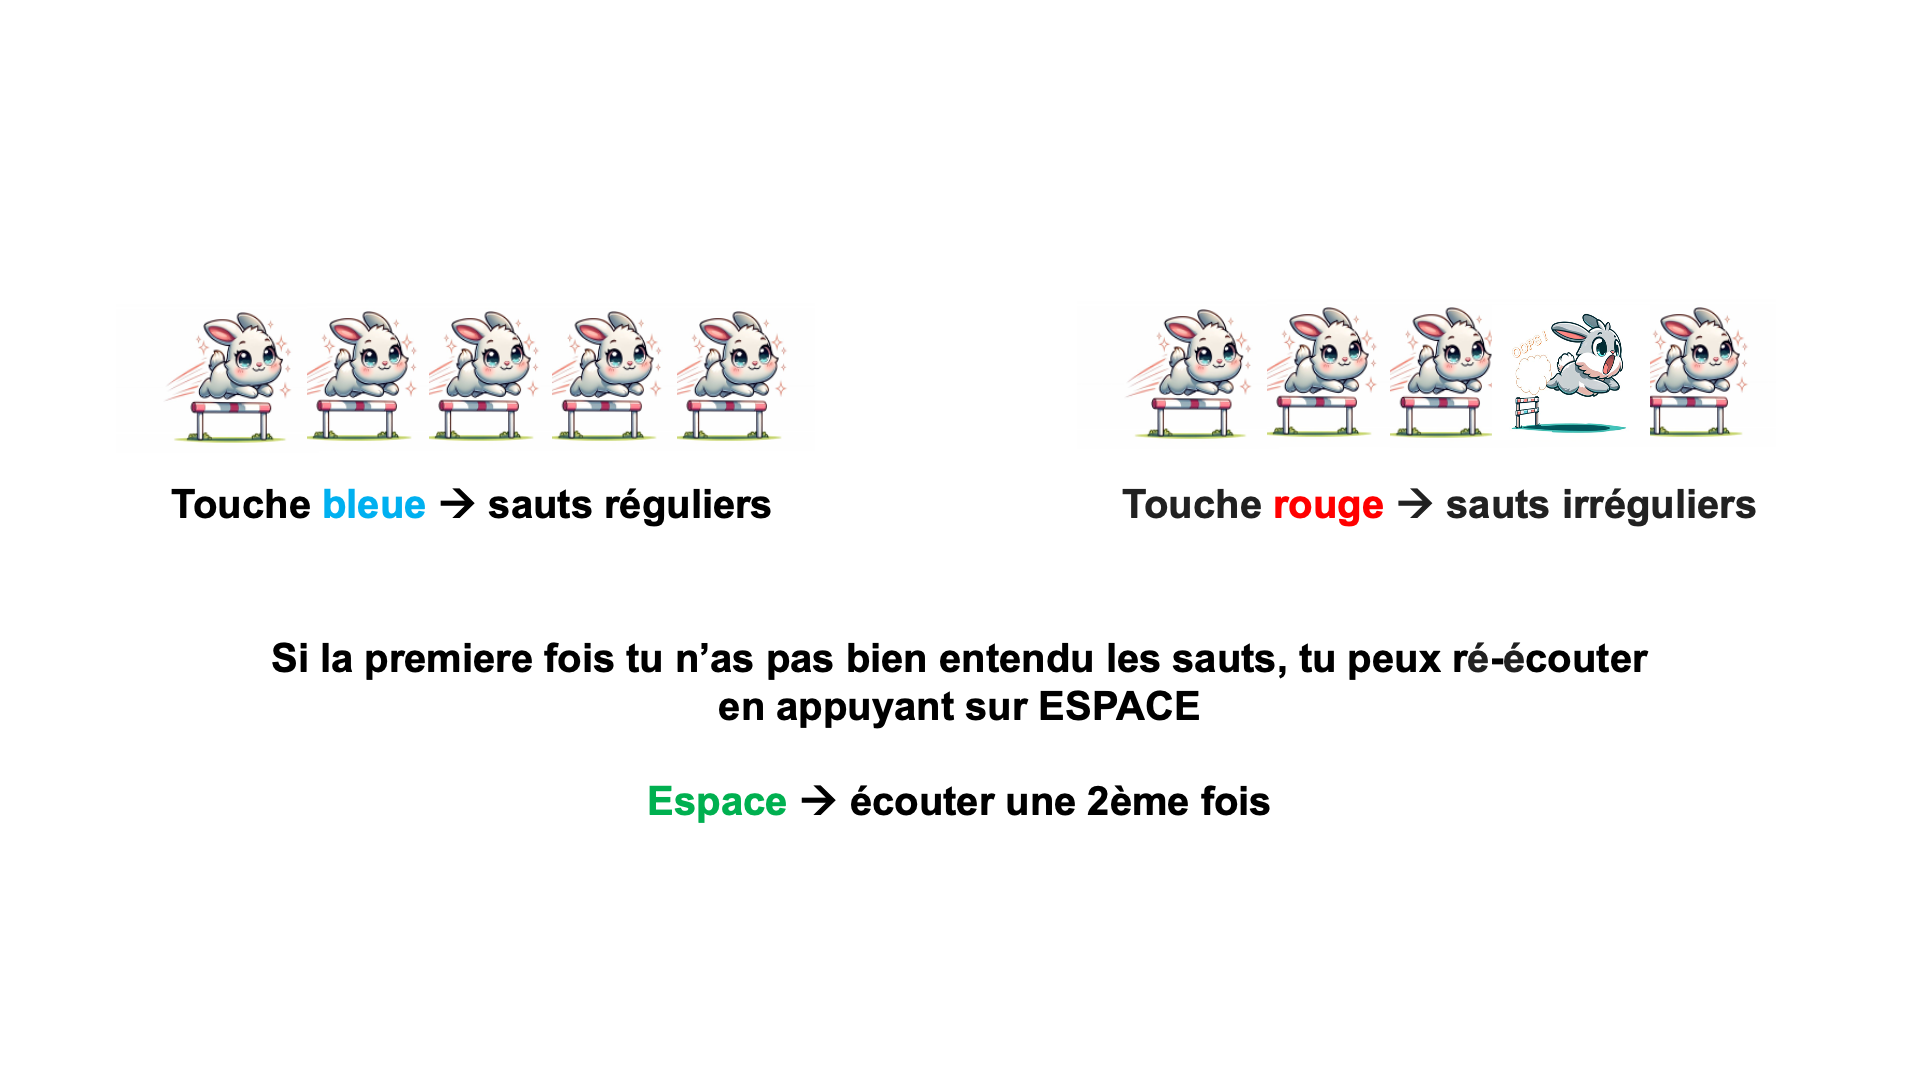 OOPS!
Touche bleue → sauts réguliers
Touche rouge → sauts irréguliers
Si la premiere fois tu n’as pas bien entendu les sauts, tu peux ré-écouter
en appuyant sur ESPACE
Espace → écouter une 2ème fois